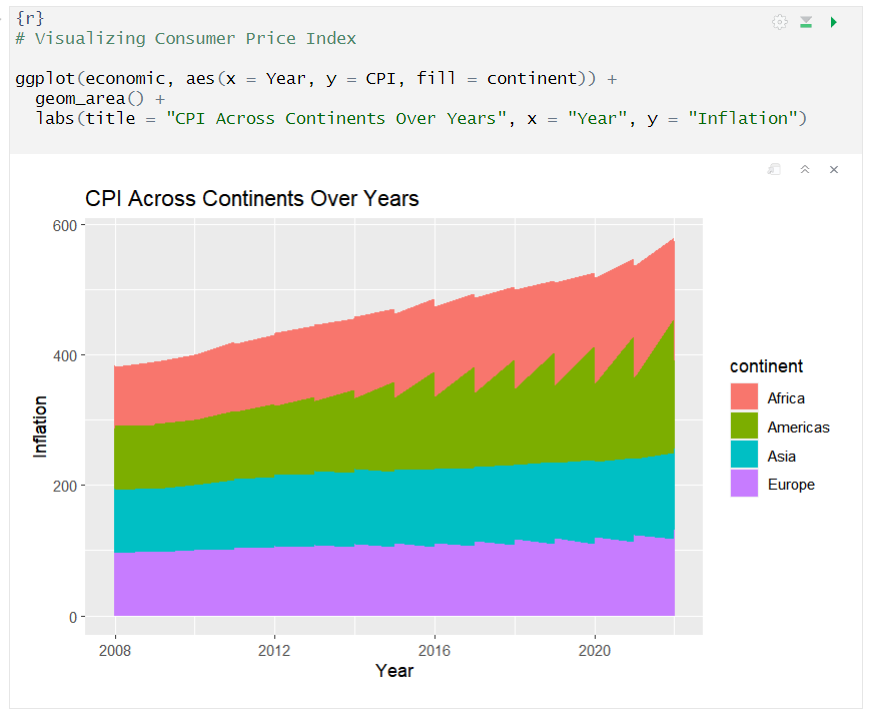 {r}
# Visualizing Consumer Price Index
ggplot(economic, aes(x = Year, y = CPI, fill = continent)) +
  geom_area() +
  labs(title = "CPI Across Continents Over Years", x = "Year", y = "Inflation")
CPI Across Continents Over Years
600
400
200
0
Inflation
2008 2012 2016 2020
Year
continent
Africa
Americas
Asia
Europe